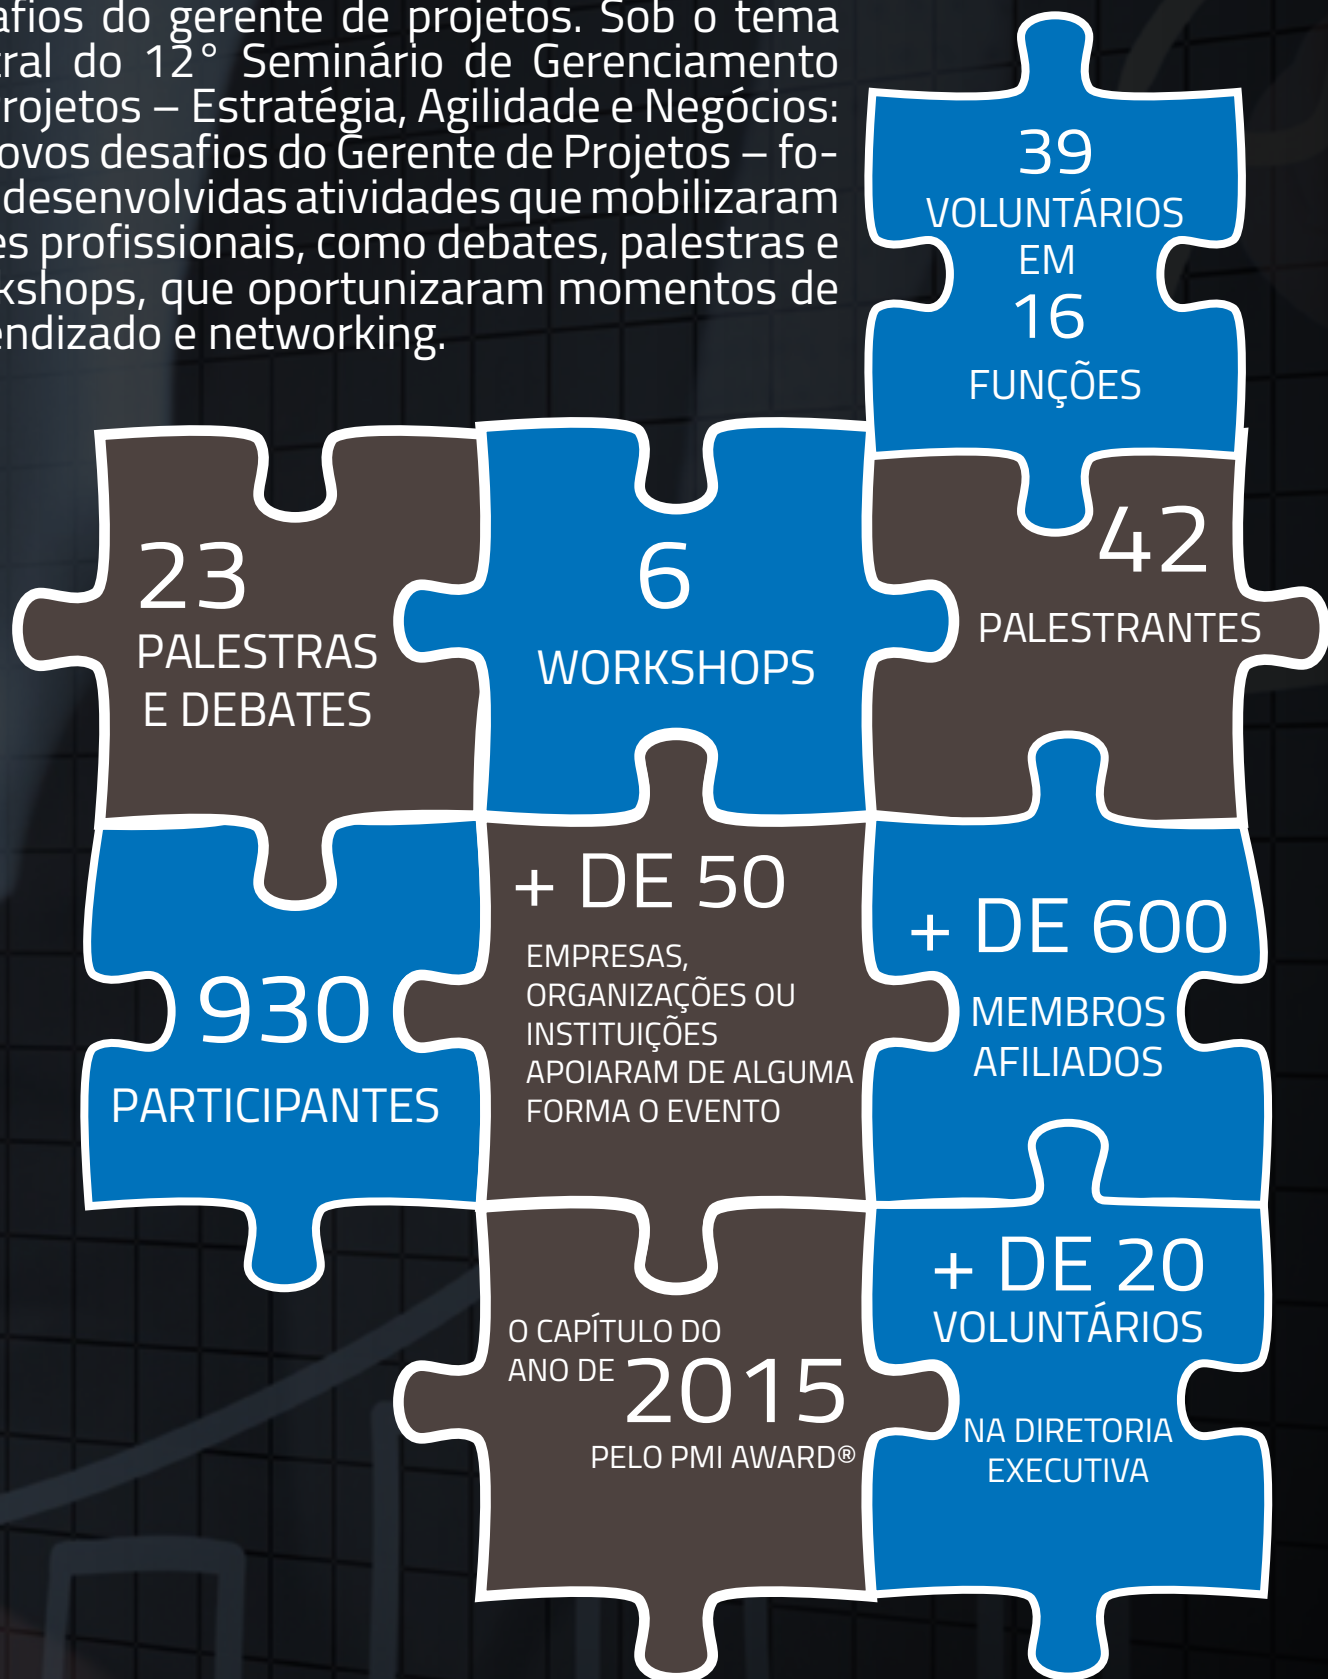 afios do gerente de projetos. Sob o tema
tral do 12° Seminário de Gerenciamento
rojetos – Estratégia, Agilidade e Negócios:
ovos desafios do Gerente de Projetos – fo-
desenvolvidas atividades que mobilizaram
es profissionais, como debates, palestras e
kshops, que oportunizaram momentos de
endizado e networking.
39
VOLUNTÁRIOS
EM
16
FUNÇÕES
23
PALESTRAS
E DEBATES
6
WORKSHOPS
42
PALESTRANTES
930
PARTICIPANTES
+ DE 50
EMPRESAS,
ORGANIZAÇÕES OU
INSTITUIÇÕES
APOIARAM DE ALGUMA
FORMA O EVENTO
+ DE 600
MEMBROS
AFILIADOS
O CAPÍTULO DO
ANO DE 2015
PELO PMI AWARD®
+ DE 20
VOLUNTÁRIOS
NA DIRETORIA
EXECUTIVA